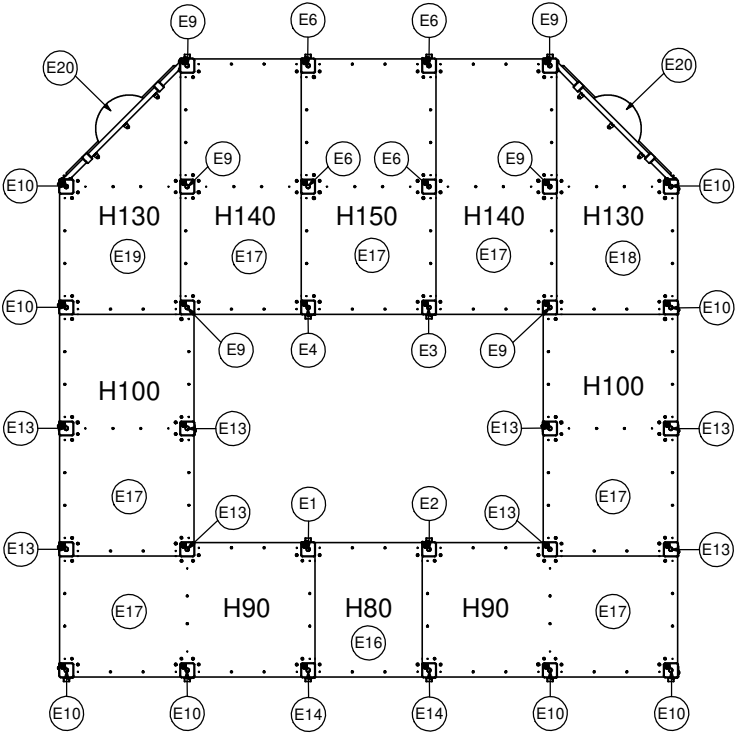 E9 E6 E6 E9
E20 E20
E10 E9 E6 E6 E9 E10
H130 H140 H150 H140 H130
E19 E17 E17 E17 E18
E10 E10
E9 E4 E3 E9
H100 H100
E13 E13 E13 E13
E17 E17
E13 E1 E2 E13
E13 E13
E17 H90 H80 H90 E17
E16
E10 E10 E14 E14 E10 E10